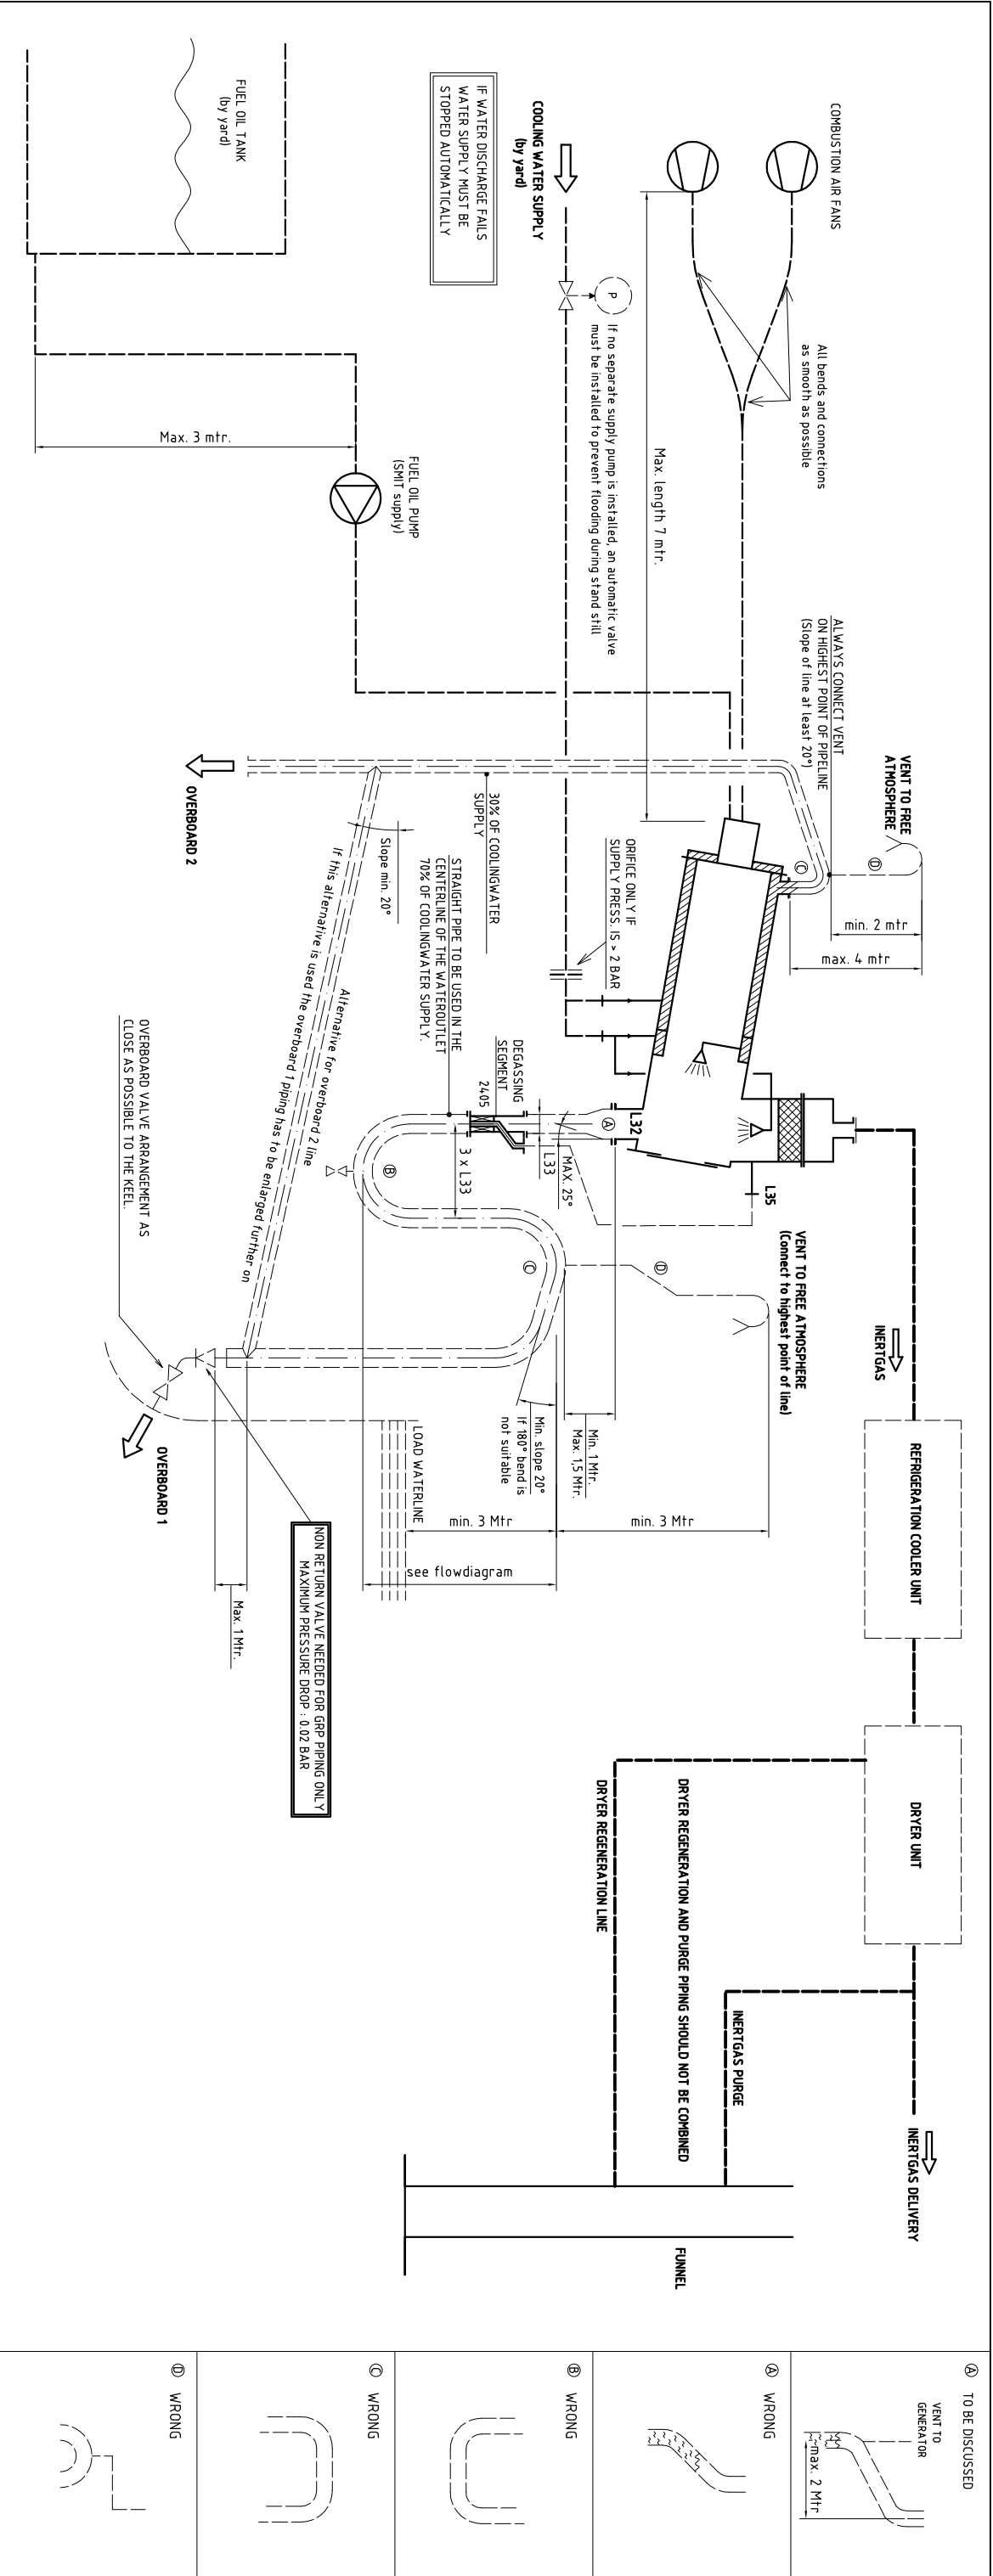 COMBUSTION AIR FANS
All bends and connections
as smooth as possible
Max. length 7 mtr.
COOLING WATER SUPPLY
(by yard)
P
If no separate supply pump is installed, an automatic valve
must be installed to prevent flooding during stand still
IF WATER DISCHARGE FAILS
WATER SUPPLY MUST BE
STOPPED AUTOMATICALLY
FUEL OIL TANK
(by yard)
Max. 3 mtr.
FUEL OIL PUMP
(SMIT supply)
ALWAYS CONNECT VENT
ON HIGHEST POINT OF PIPELINE
(Slope of line at least 20°)
VENT TO FREE
ATMOSPHERE
D
C
min. 2 mtr
max. 4 mtr
ORIFICE ONLY IF
SUPPLY PRESS. IS > 2 BAR
30% OF COOLINGWATER
SUPPLY
OVERBOARD 2
Slope min. 20°
STRAIGHT PIPE TO BE USED IN THE
CENTERLINE OF THE WATEROUTLET
70% OF COOLINGWATER SUPPLY.
Alternative for overboard 2 line
If this alternative is used the overboard 1 piping has to be enlarged further on
DEGASSING
SEGMENT
2405
A
L32
L33
MAX. 25°
L35
3 x L33
B
C
D
VENT TO FREE ATMOSPHERE
(Connect to highest point of line)
Min. 1 Mtr.
Max. 1,5 Mtr.
Min. slope 20°
If 180° bend is
not suitable
min. 3 Mtr
min. 3 Mtr
see flowdiagram
LOAD WATERLINE
OVERBOARD VALVE ARRANGEMENT AS
CLOSE AS POSSIBLE TO THE KEEL.
OVERBOARD 1
NON RETURN VALVE NEEDED FOR GRP PIPING ONLY
MAXIMUM PRESSURE DROP : 0.02 BAR
Max. 1 Mtr.
INERTGAS
REFRIGERATION COOLER UNIT
DRYER UNIT
DRYER REGENERATION AND PURGE PIPING SHOULD NOT BE COMBINED
DRYER REGENERATION LINE
INERTGAS PURGE
INERTGAS DELIVERY
FUNNEL
A TO BE DISCUSSED
VENT TO
GENERATOR
max. 2 Mtr
A WRONG
B WRONG
C WRONG
D WRONG